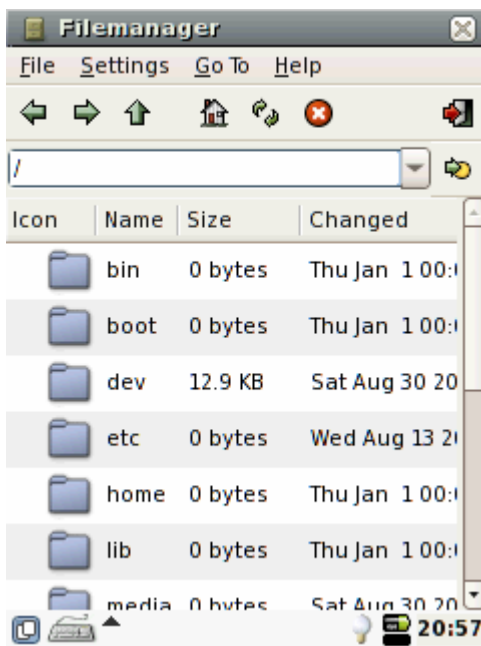 Filemanager
File Settings Go To Help
/
Icon Name Size Changed
bin 0 bytes Thu Jan 1 00:
boot 0 bytes Thu Jan 1 00:
dev 12.9 KB Sat Aug 30 20
etc 0 bytes Wed Aug 13 2
home 0 bytes Thu Jan 1 00:
lib 0 bytes Thu Jan 1 00:
media 0 bytes Sat Aug 30 20
20:57